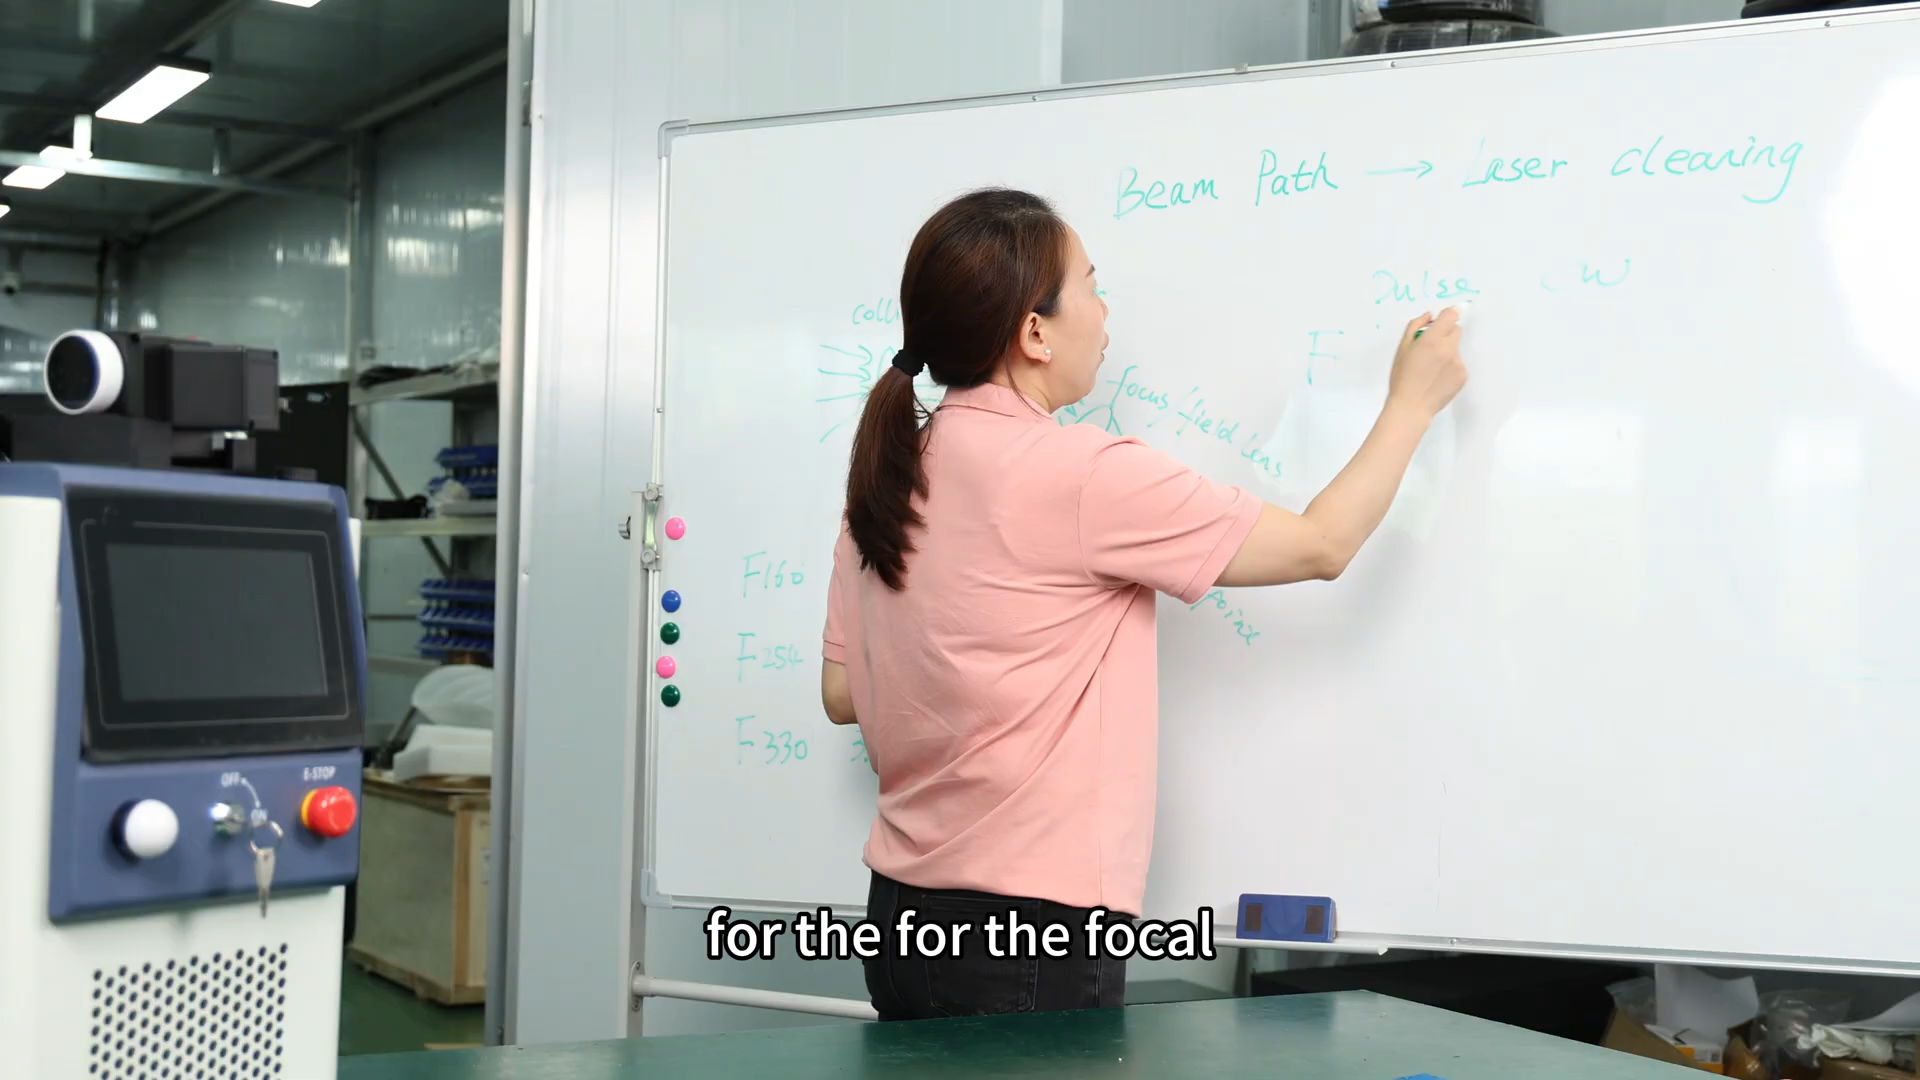 Beam Path → Laser cleaning
Pulse CW
F
focus/field lens
point
F160
F254
F330
OFF
ON
E-STOP
for the for the focal